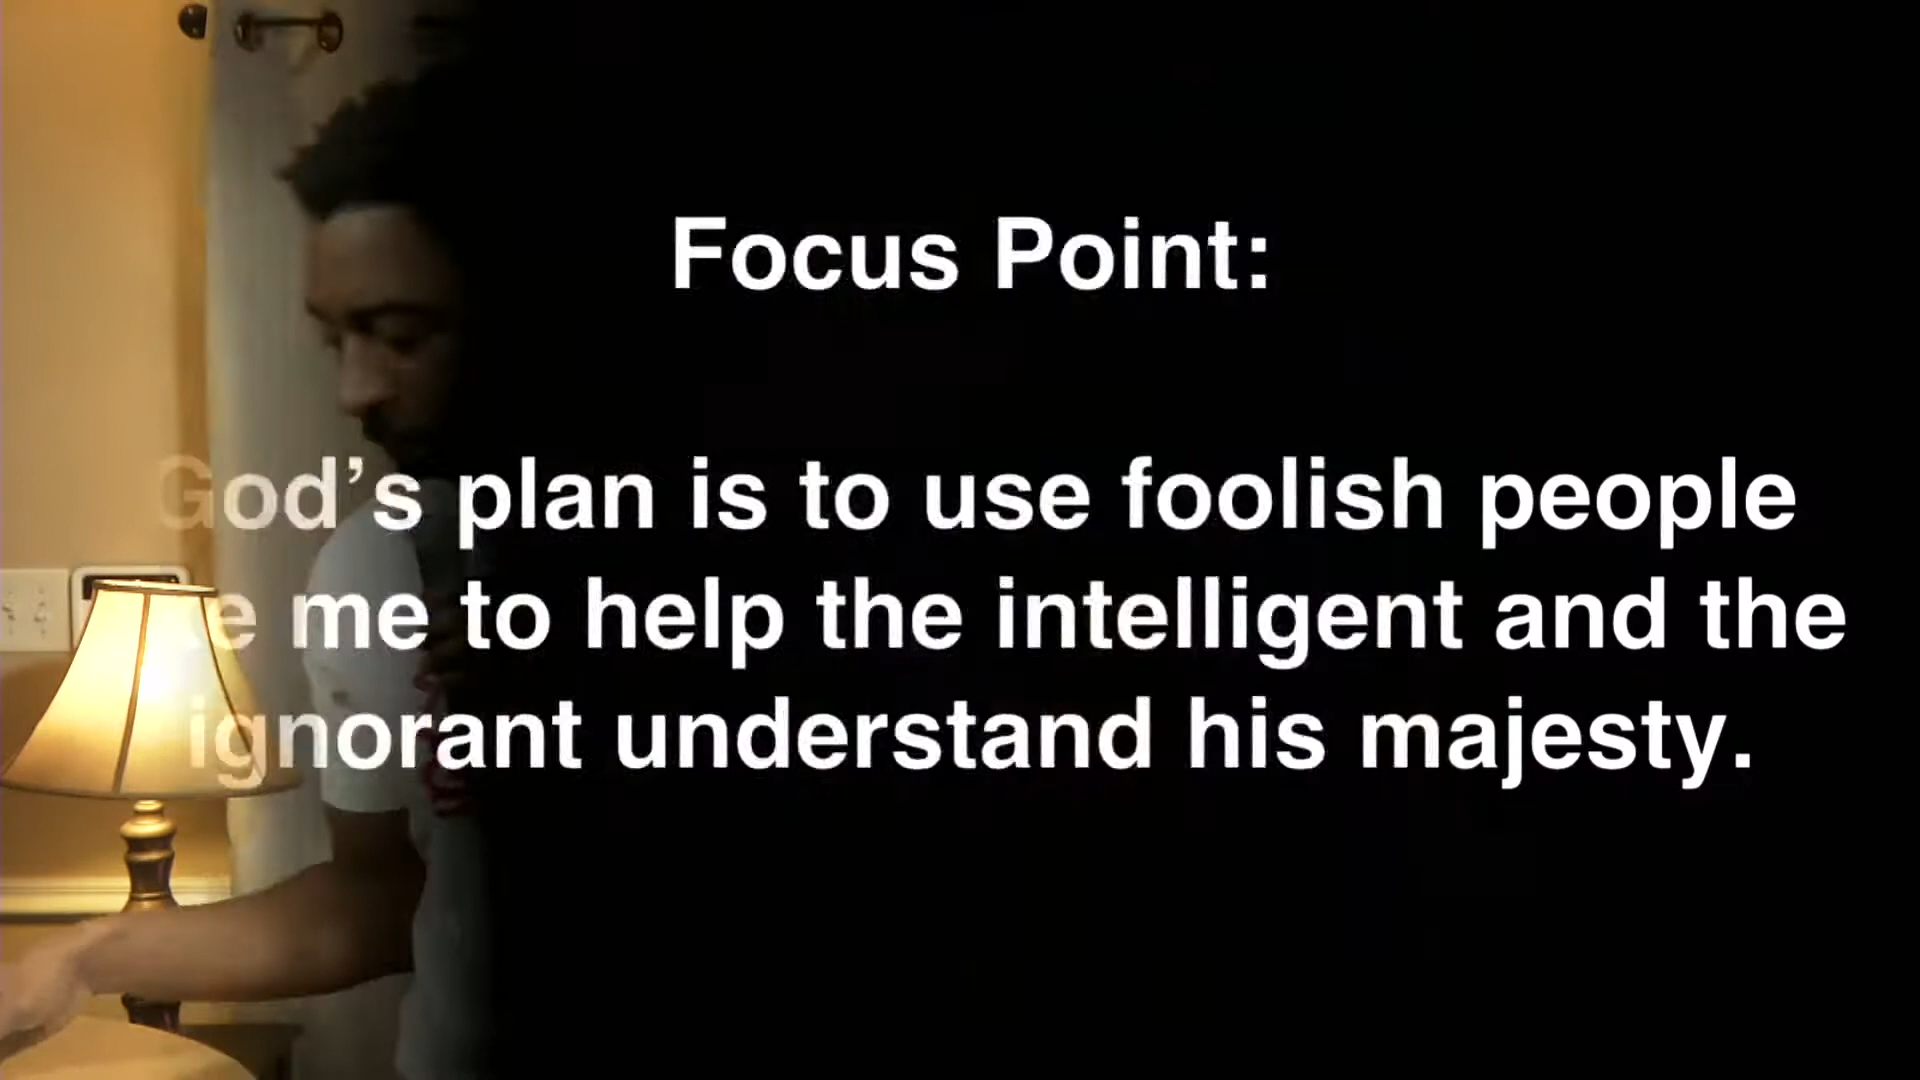 Focus Point:
God’s plan is to use foolish people
me to help the intelligent and the
ignorant understand his majesty.